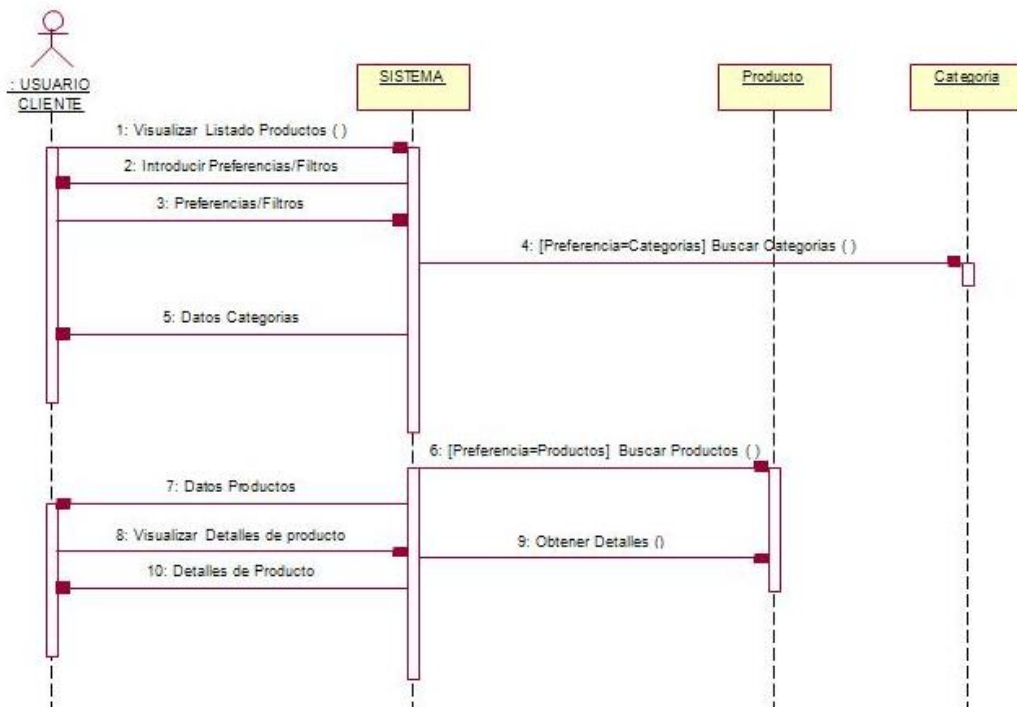 : USUARIO
CLIENTE
SISTEMA
Producto
Categoria
1: Visualizar Listado Productos ( )
2: Introducir Preferencias/Filtros
3: Preferencias/Filtros
4: [Preferencia=Categorias] Buscar Categorias ( )
5: Datos Categorias
6: [Preferencia=Productos] Buscar Productos ( )
7: Datos Productos
8: Visualizar Detalles de producto
9: Obtener Detalles ()
10: Detalles de Producto